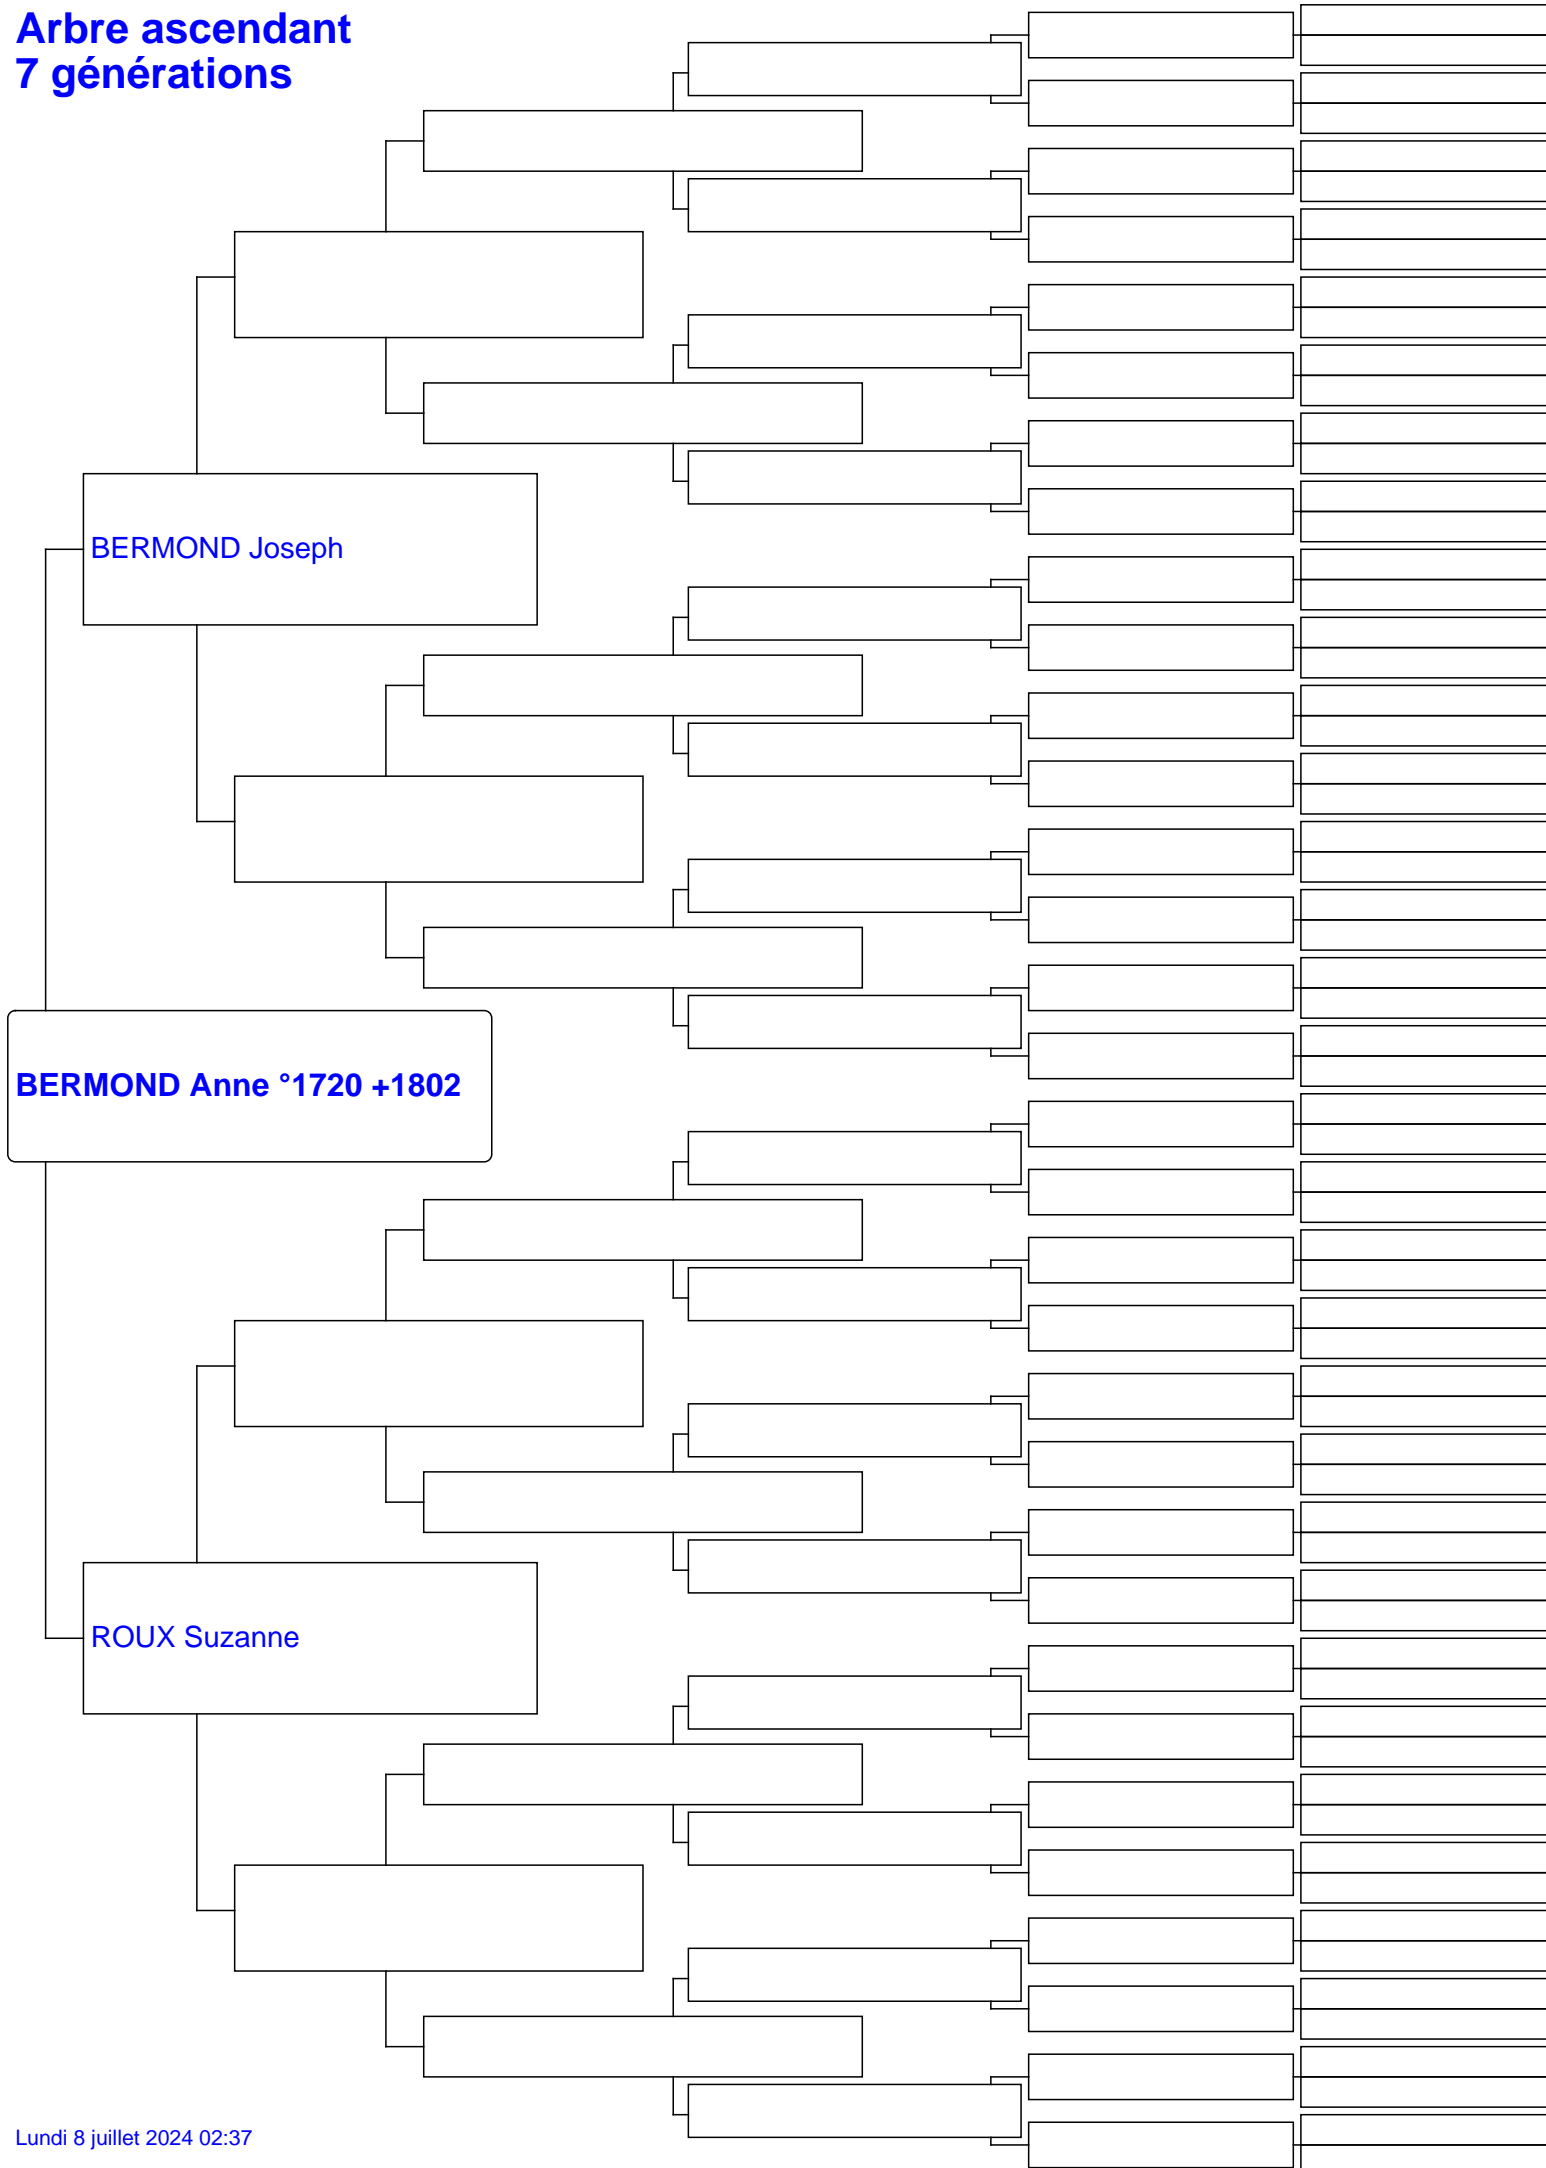 Arbre ascendant
7 générations
BERMOND Joseph
BERMOND Anne °1720 +1802
ROUX Suzanne
Lundi 8 juillet 2024 02:37